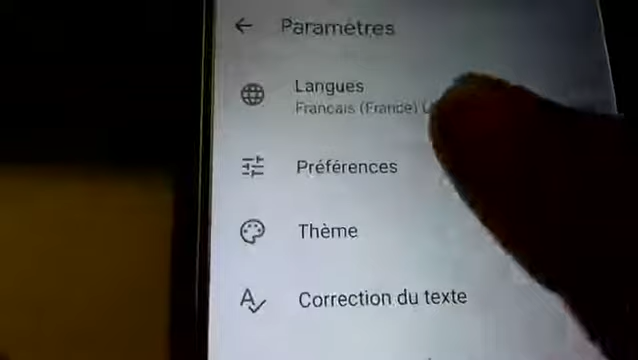 Paramètres
Langues
Français (France)
Préférences
Thème
Correction du texte